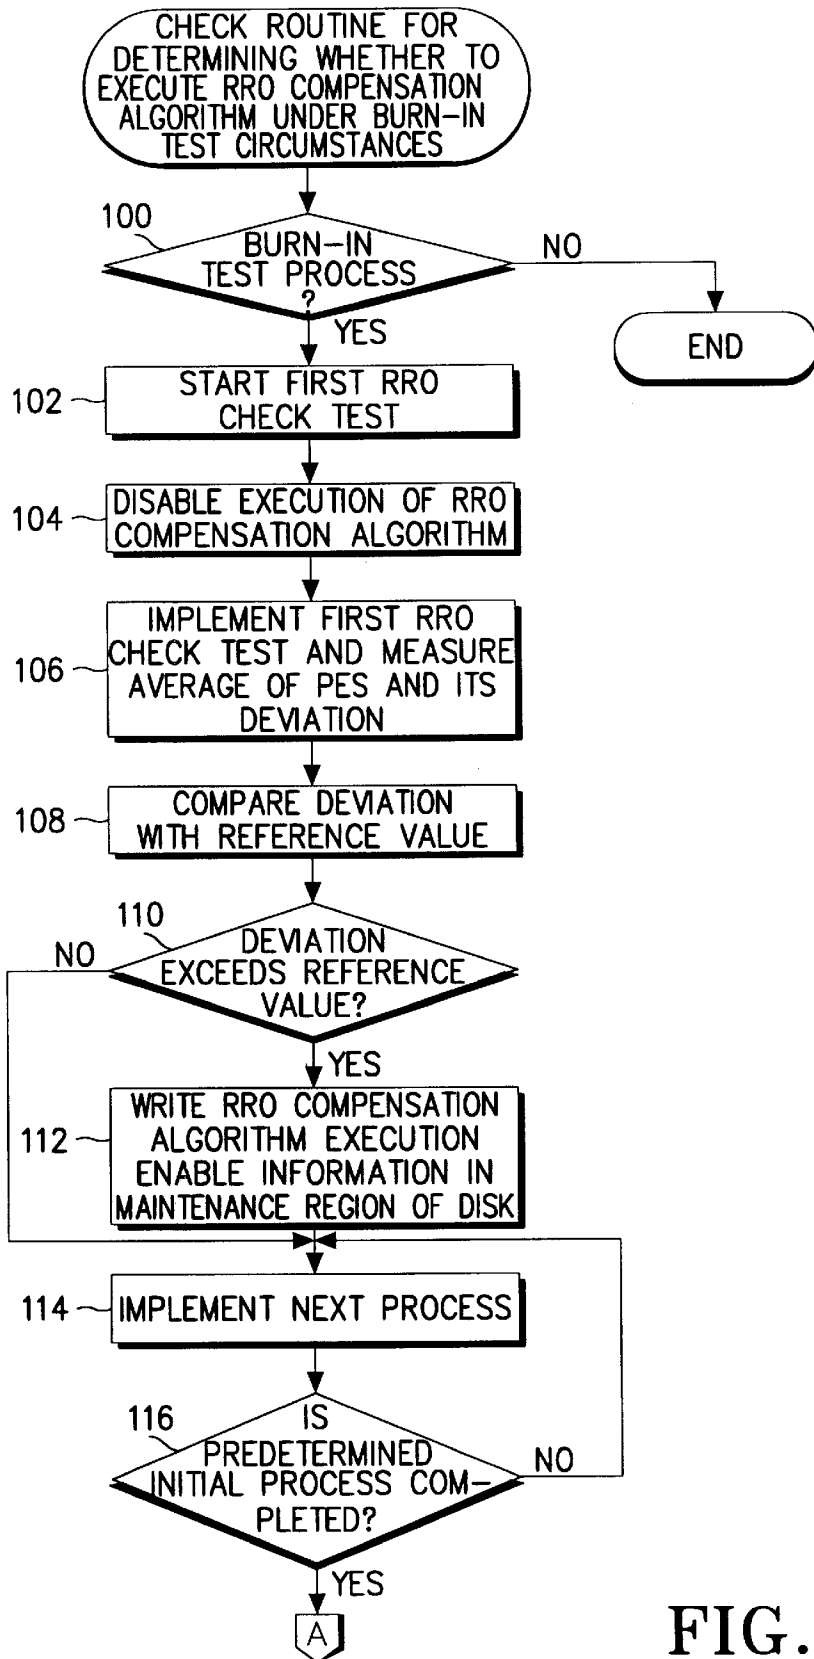 CHECK ROUTINE FOR
DETERMINING WHETHER TO
EXECUTE RRO COMPENSATION
ALGORITHM UNDER BURN-IN
TEST CIRCUMSTANCES
100
BURN-IN
TEST PROCESS
?
NO
YES
END
102
START FIRST RRO
CHECK TEST
104
DISABLE EXECUTION OF RRO
COMPENSATION ALGORITHM
106
IMPLEMENT FIRST RRO
CHECK TEST AND MEASURE
AVERAGE OF PES AND ITS
DEVIATION
108
COMPARE DEVIATION
WITH REFERENCE VALUE
110
NO
DEVIATION
EXCEEDS REFERENCE
VALUE?
YES
112
WRITE RRO COMPENSATION
ALGORITHM EXECUTION
ENABLE INFORMATION IN
MAINTENANCE REGION OF DISK
114
IMPLEMENT NEXT PROCESS
116
IS
PREDETERMINED
INITIAL PROCESS COM-
PLETED?
NO
YES
A
FIG.